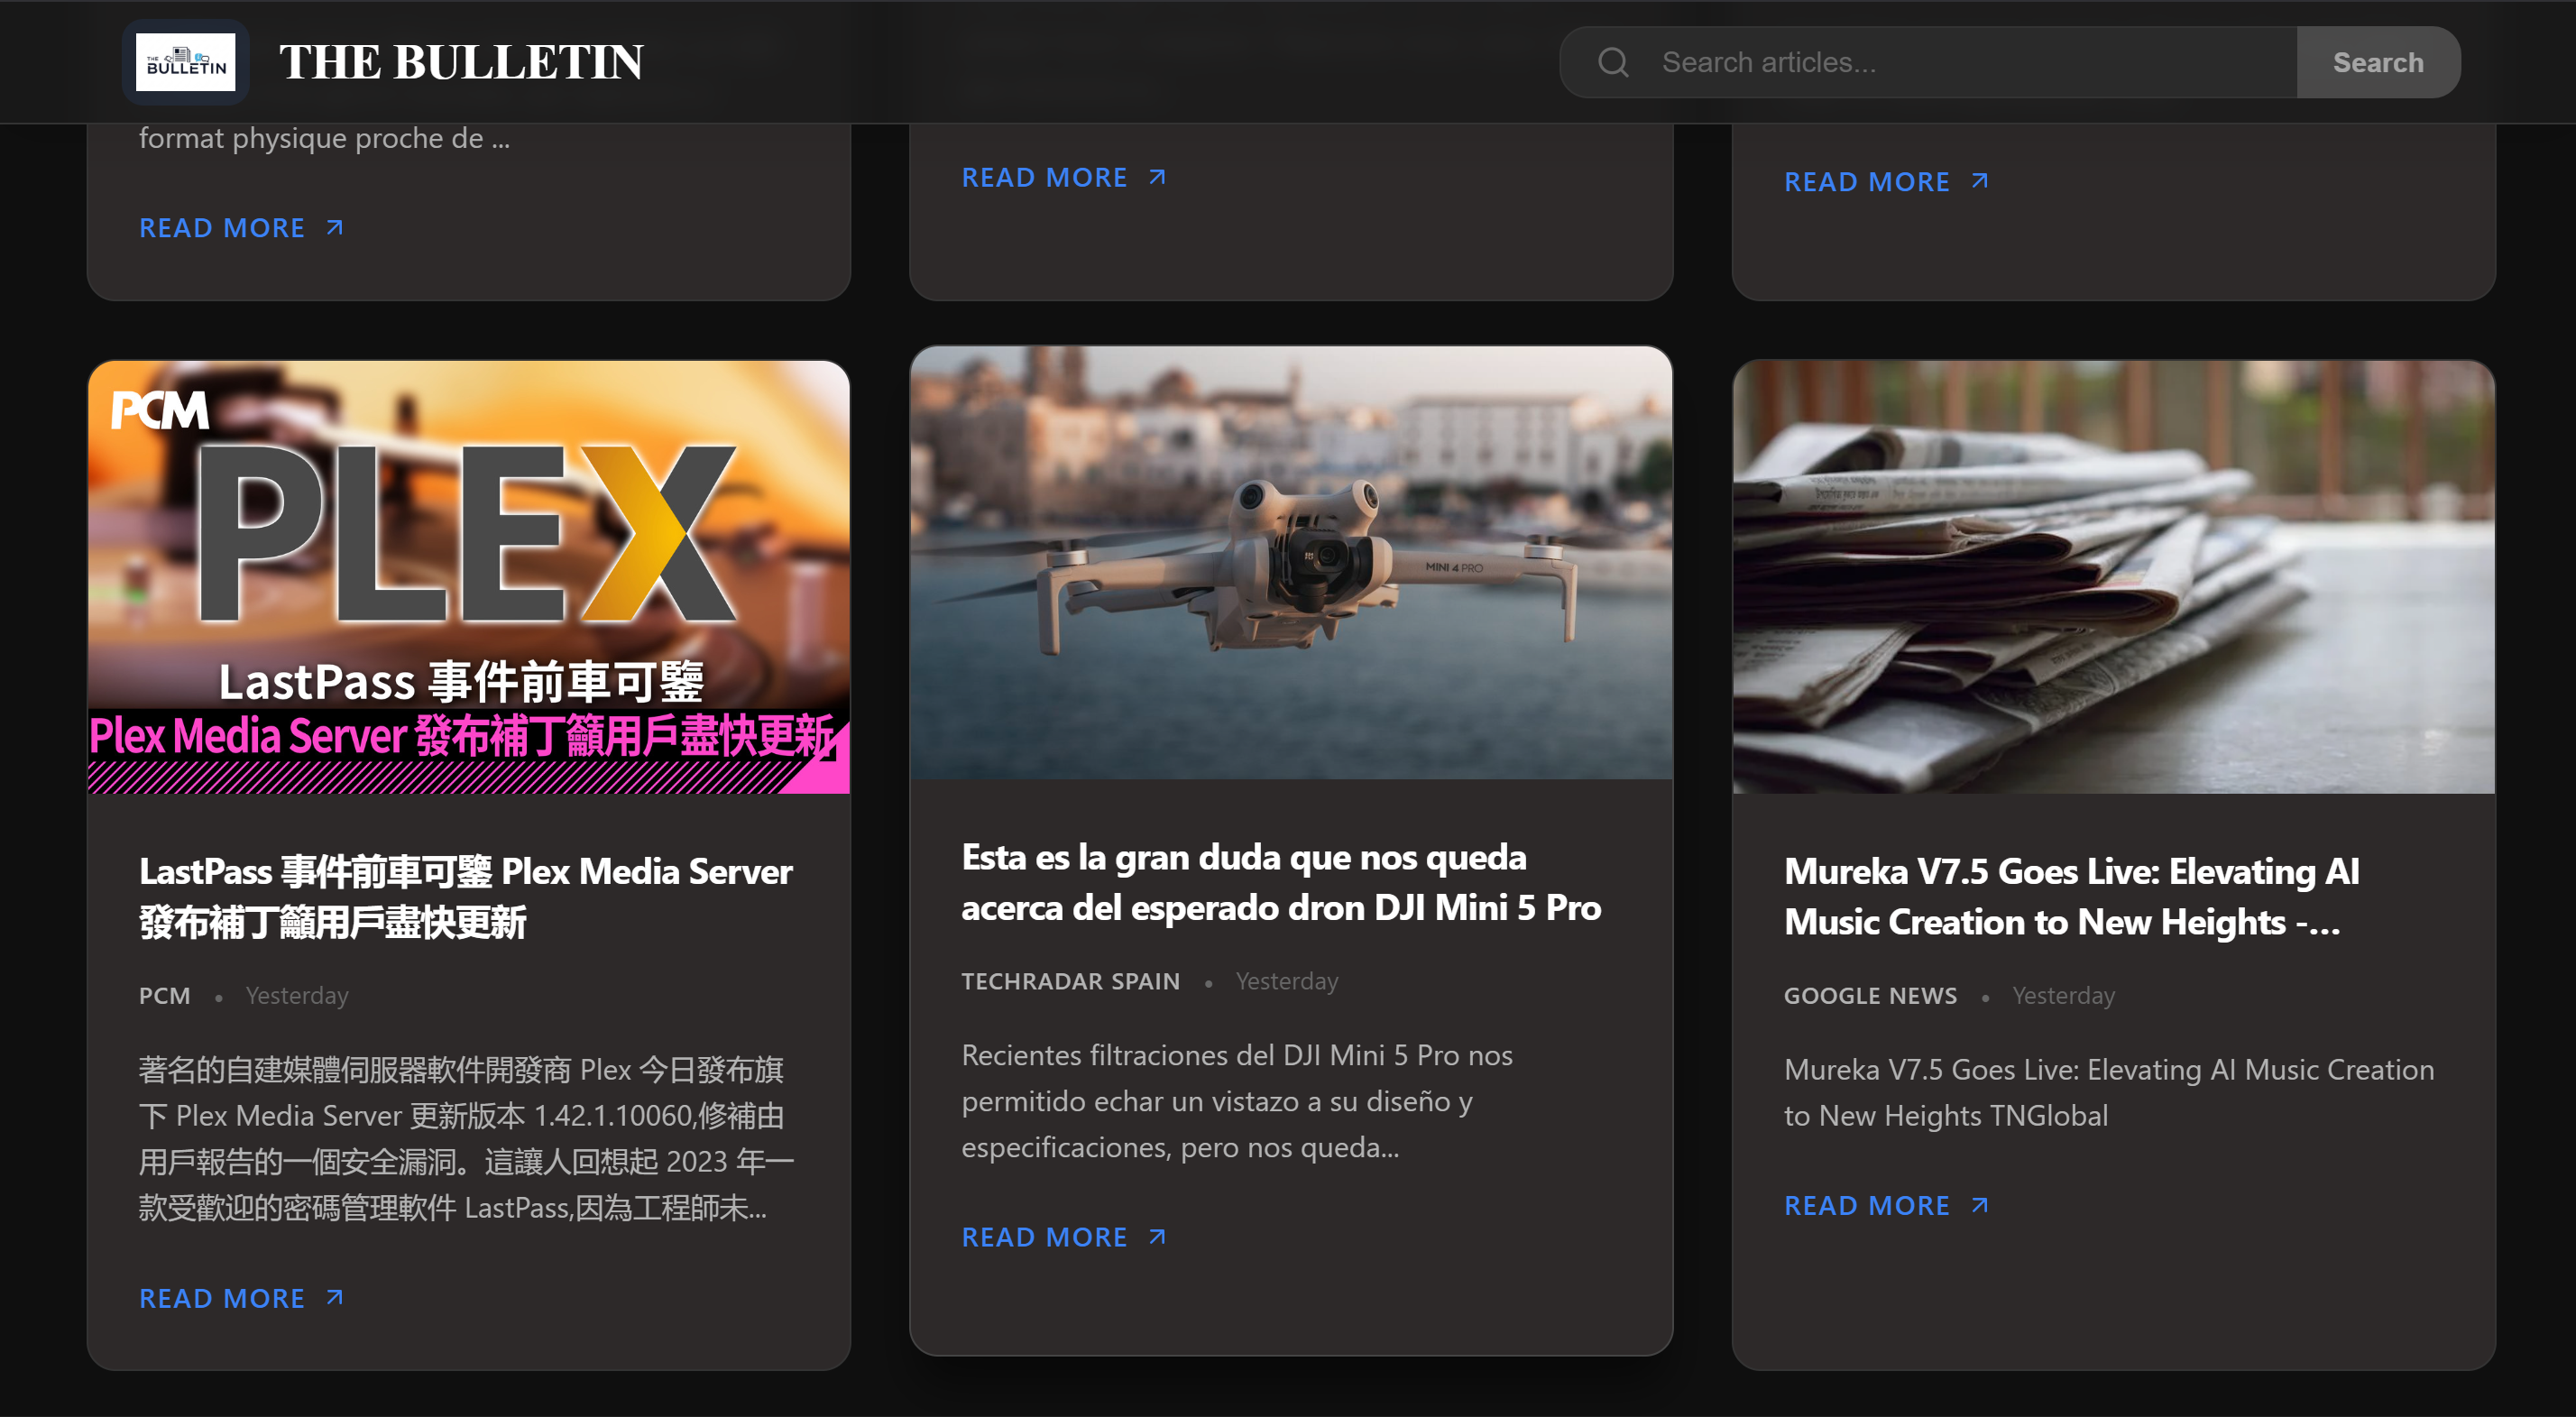 THE
BULLETIN
THE BULLETIN
Search articles...
Search
format physique proche de ...
READ MORE
READ MORE
READ MORE
PCM
PLEX
LastPass 事件前車可鑒
Plex Media Server 發布補丁籲用戶盡快更新
LastPass 事件前車可鑒 Plex Media Server
發布補丁籲用戶盡快更新
PCM • Yesterday
著名的自建媒體伺服器軟件開發商 Plex 今日發布旗
下 Plex Media Server 更新版本 1.42.1.10060,修補由
用戶報告的一個安全漏洞。這讓人回想起 2023 年一
款受歡迎的密碼管理軟件 LastPass,因為工程師未...
READ MORE
MINI 4 PRO
Esta es la gran duda que nos queda
acerca del esperado dron DJI Mini 5 Pro
TECHRADAR SPAIN • Yesterday
Recientes filtraciones del DJI Mini 5 Pro nos
permitido echar un vistazo a su diseño y
especificaciones, pero nos queda...
READ MORE
Mureka V7.5 Goes Live: Elevating AI
Music Creation to New Heights -...
GOOGLE NEWS • Yesterday
Mureka V7.5 Goes Live: Elevating AI Music Creation
to New Heights TNGlobal
READ MORE